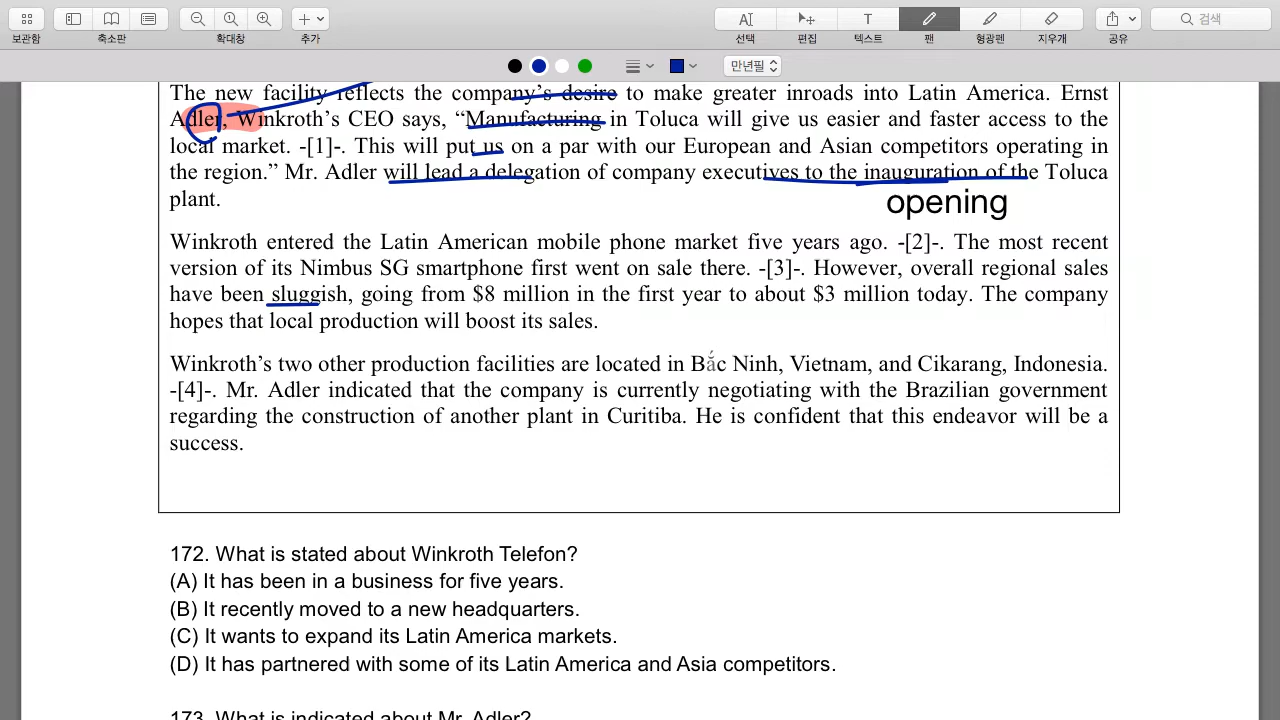 보관함 축소판 확대창 추가 선택 편집 텍스트 펜 형광펜 지우개 공유 검색
만년필
The new facility reflects the company's desire to make greater inroads into Latin America. Ernst
Adler, Winkroth's CEO says, “Manufacturing in Toluca will give us easier and faster access to the
local market. -[1]-. This will put us on a par with our European and Asian competitors operating in
the region.” Mr. Adler will lead a delegation of company executives to the inauguration of the Toluca
plant.
opening
Winkroth entered the Latin American mobile phone market five years ago. -[2]-. The most recent
version of its Nimbus SG smartphone first went on sale there. -[3]-. However, overall regional sales
have been sluggish, going from $8 million in the first year to about $3 million today. The company
hopes that local production will boost its sales.
Winkroth’s two other production facilities are located in Bắc Ninh, Vietnam, and Cikarang, Indonesia.
-[4]-. Mr. Adler indicated that the company is currently negotiating with the Brazilian government
regarding the construction of another plant in Curitiba. He is confident that this endeavor will be a
success.
172. What is stated about Winkroth Telefon?
(A) It has been in a business for five years.
(B) It recently moved to a new headquarters.
(C) It wants to expand its Latin America markets.
(D) It has partnered with some of its Latin America and Asia competitors.
173. What is indicated about Mr. Adler?